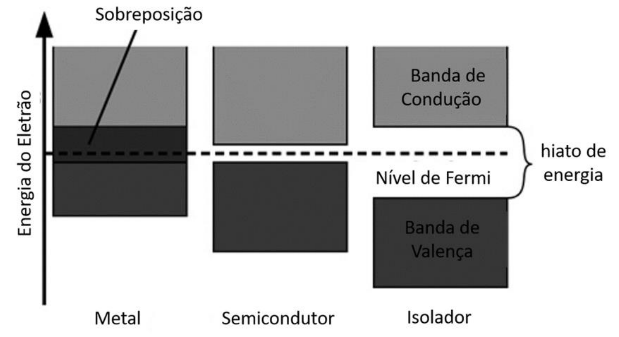 Sobreposição
Energia do Eletrão
Banda de
Condução
hiato de
energia
Nível de Fermi
Banda de
Valença
Metal
Semicondutor
Isolador